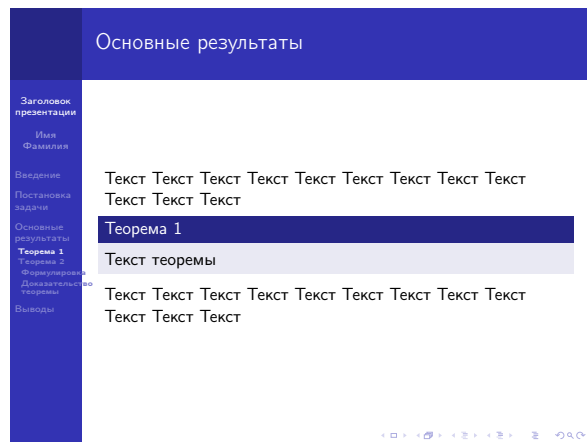 Основные результаты
Заголовок
презентации
Имя
Фамилия
Введение
Постановка
задачи
Основные
результаты
Теорема 1
Теорема 2
Формулировка
Доказательство
теоремы
Выводы
Текст Текст Текст Текст Текст Текст Текст Текст Текст
Текст Текст Текст
Теорема 1
Текст теоремы
Текст Текст Текст Текст Текст Текст Текст Текст Текст
Текст Текст Текст